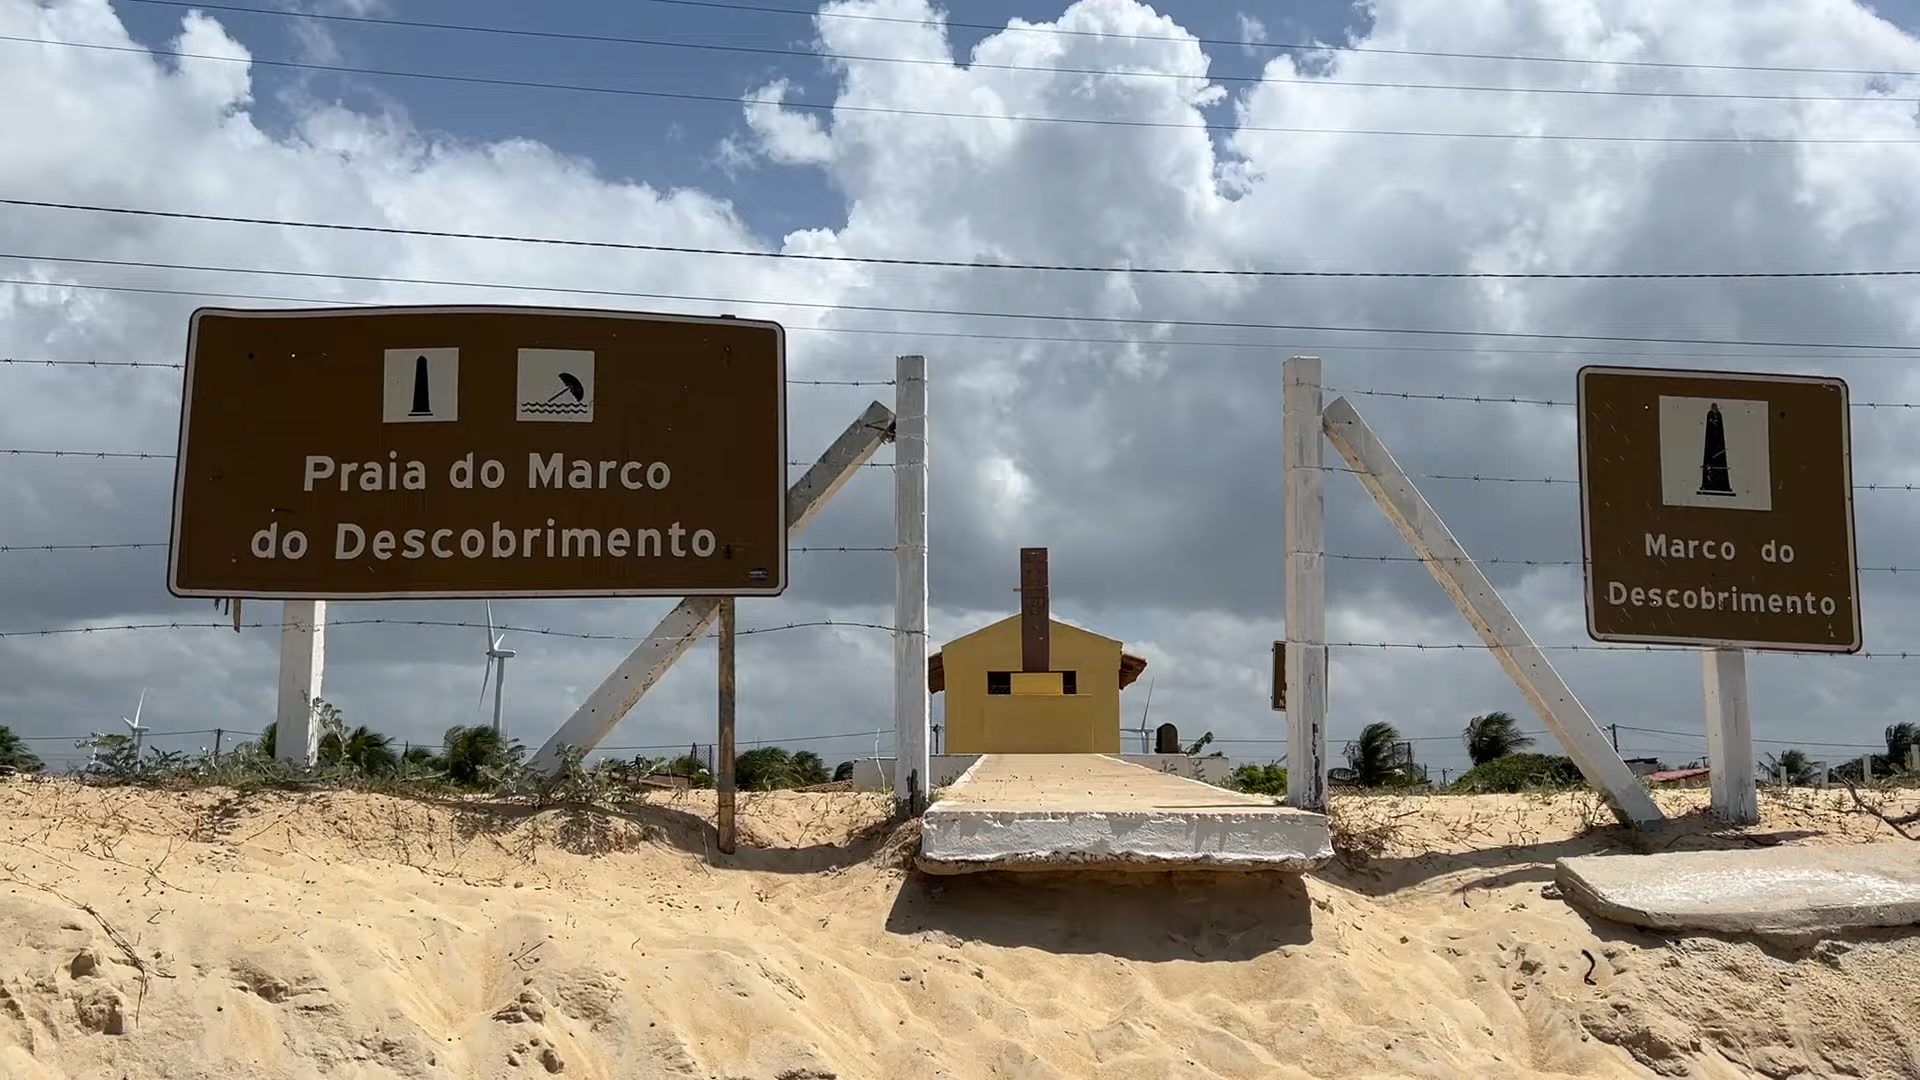 Praia do Marco
do Descobrimento
Marco do
Descobrimento